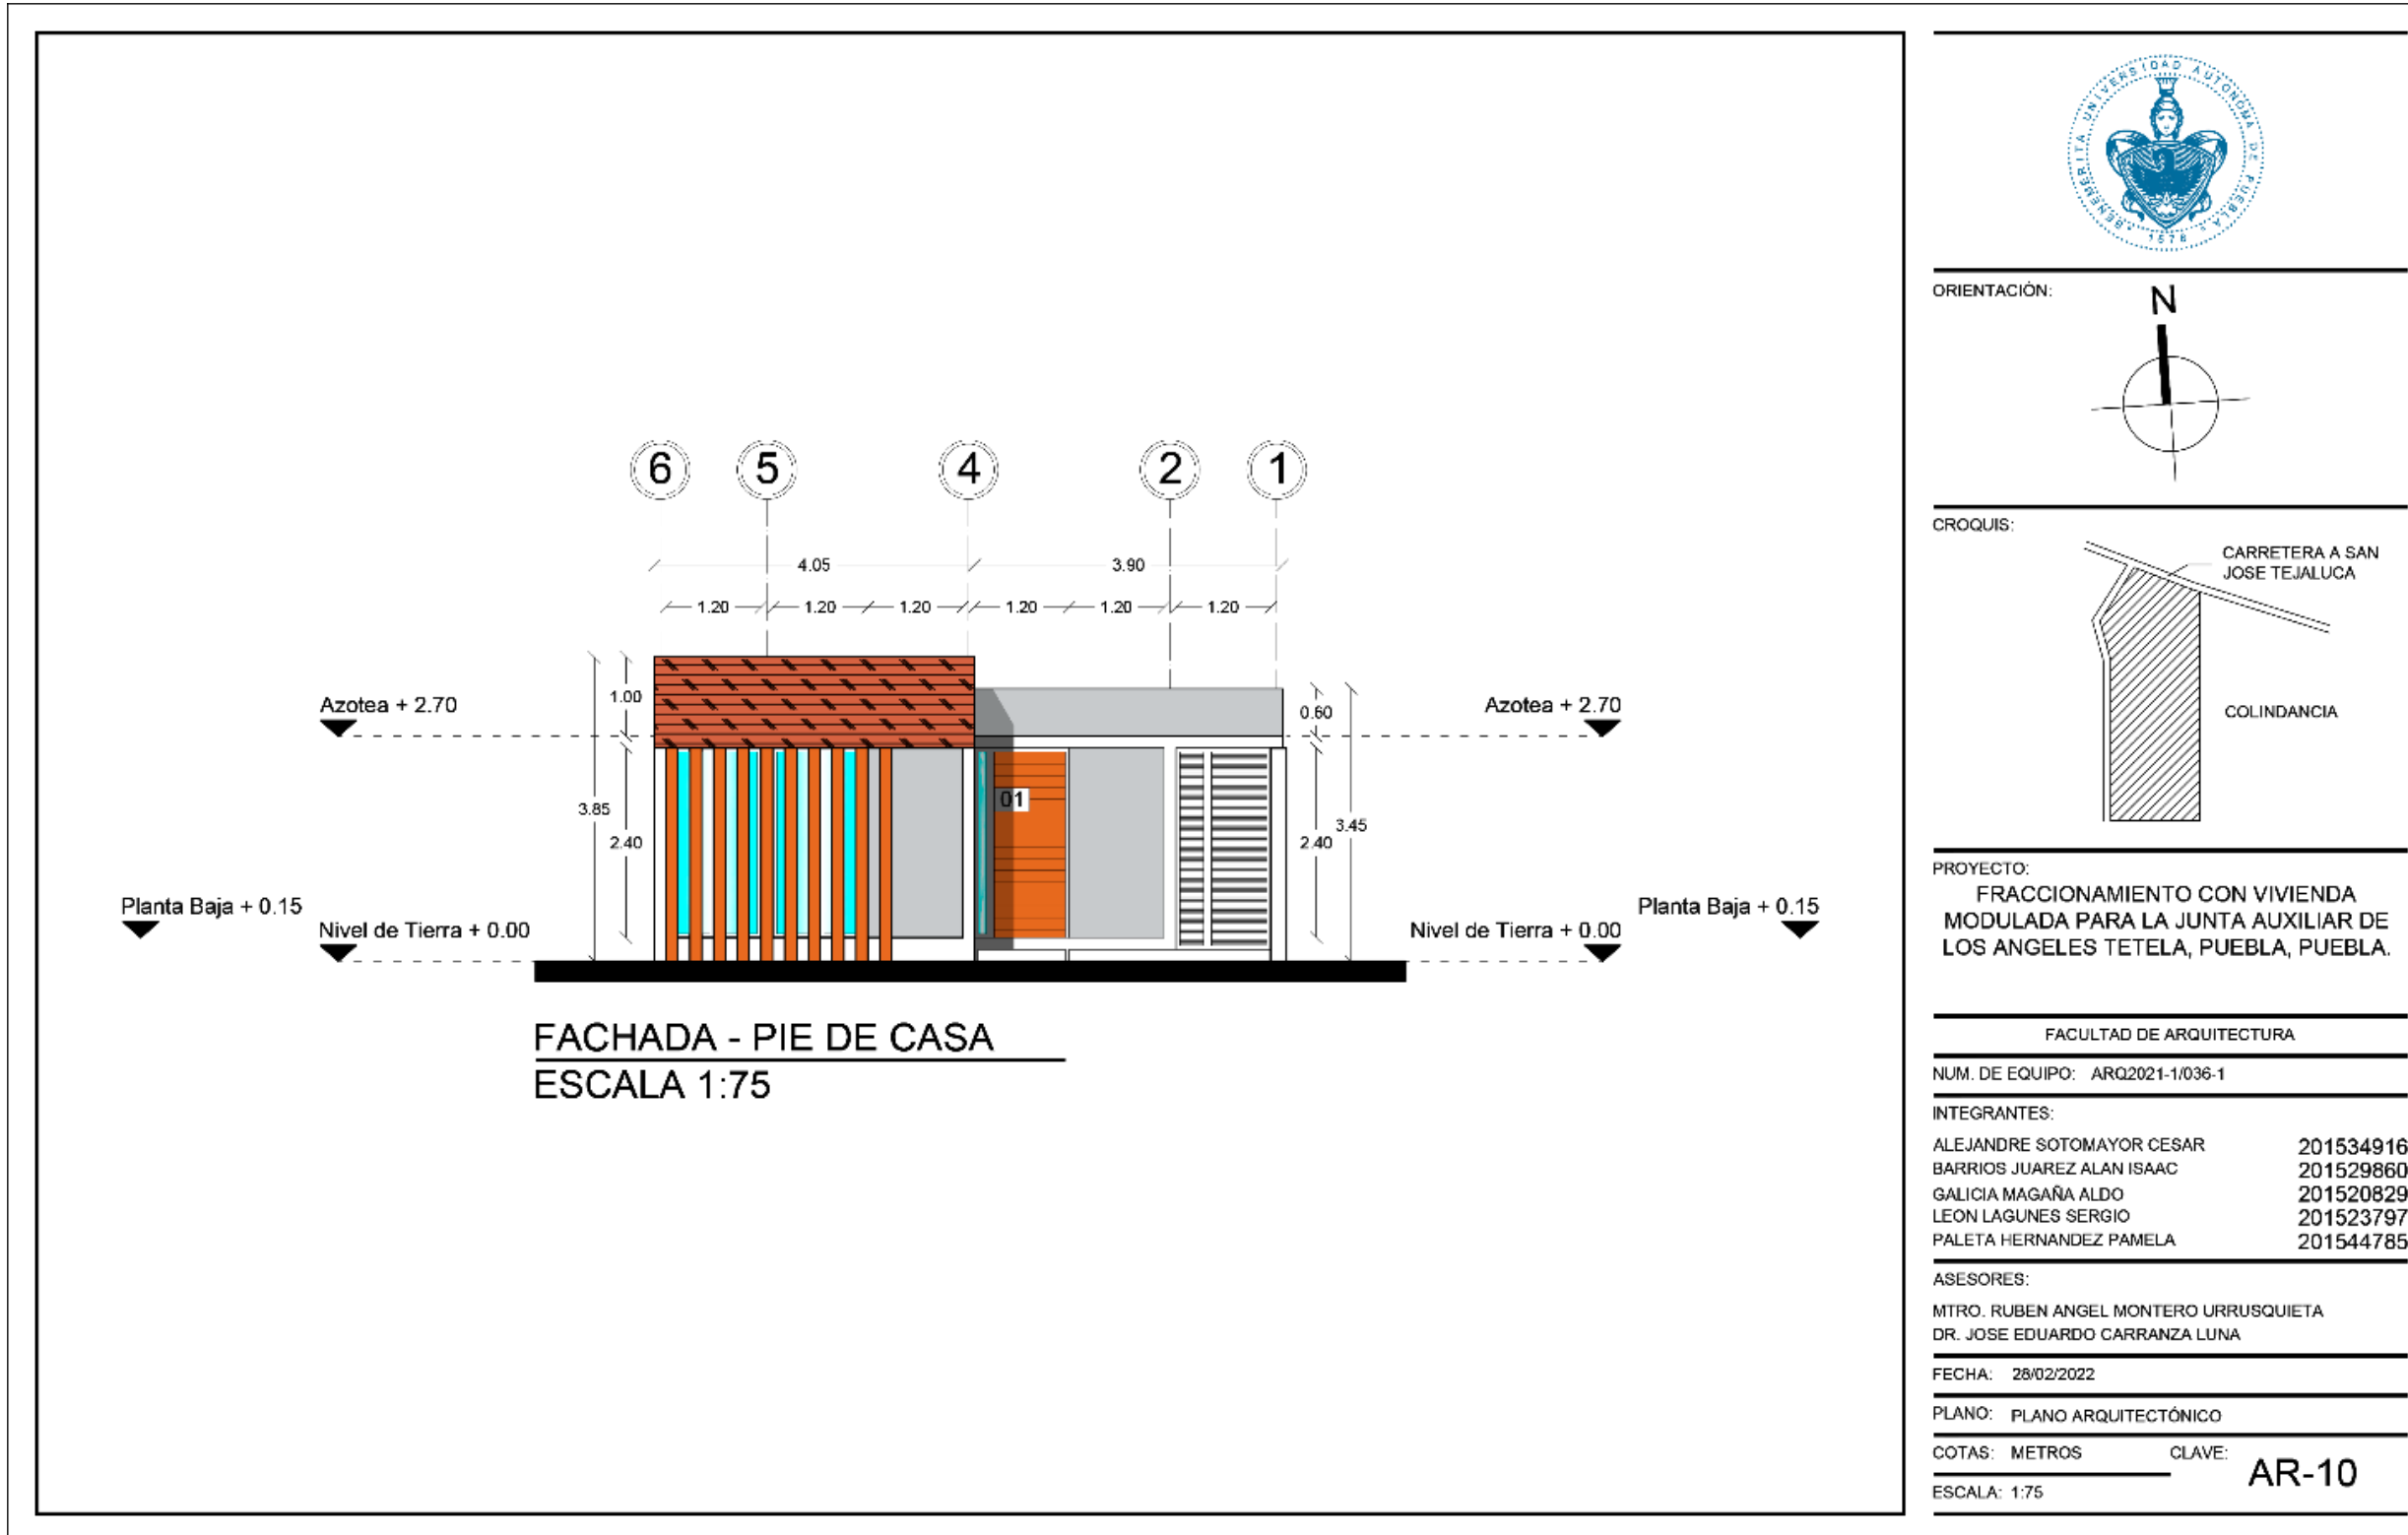 6 5 4 2 1
4.05 3.90
1.20 1.20 1.20 1.20 1.20 1.20
Azotea + 2.70
1.00
0.60
Azotea + 2.70
01
3.85
2.40
2.40
3.45
Planta Baja + 0.15
Nivel de Tierra + 0.00
Nivel de Tierra + 0.00
Planta Baja + 0.15
FACHADA - PIE DE CASA
ESCALA 1:75
BENEMÉRITA UNIVERSIDAD AUTÓNOMA DE PUEBLA
1578
ORIENTACIÓN:
N
CROQUIS:
CARRETERA A SAN
JOSE TEJALUCA
COLINDANCIA
PROYECTO:
FRACCIONAMIENTO CON VIVIENDA
MODULADA PARA LA JUNTA AUXILIAR DE
LOS ANGELES TETELA, PUEBLA, PUEBLA.
FACULTAD DE ARQUITECTURA
NUM. DE EQUIPO: ARQ2021-1/036-1
INTEGRANTES:
ALEJANDRE SOTOMAYOR CESAR 201534916
BARRIOS JUAREZ ALAN ISAAC 201529860
GALICIA MAGAÑA ALDO 201520829
LEON LAGUNES SERGIO 201523797
PALETA HERNANDEZ PAMELA 201544785
ASESORES:
MTRO. RUBEN ANGEL MONTERO URRUSQUIETA
DR. JOSE EDUARDO CARRANZA LUNA
FECHA: 28/02/2022
PLANO: PLANO ARQUITECTÓNICO
COTAS: METROS CLAVE: AR-10
ESCALA: 1:75